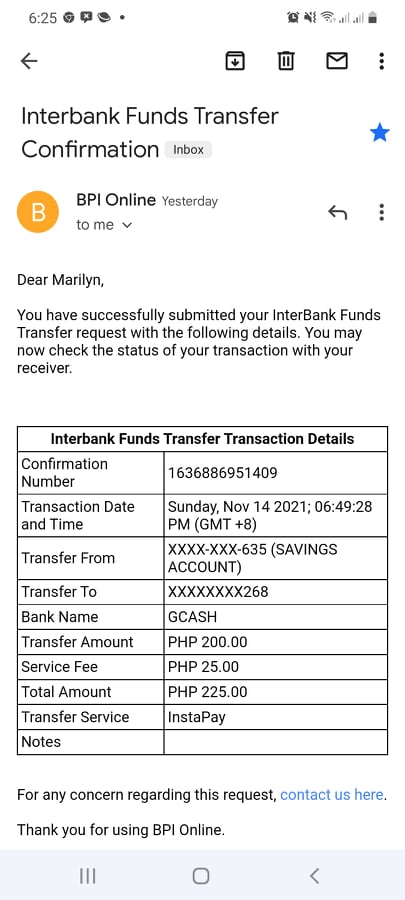 6:25
Interbank Funds Transfer
Confirmation Inbox
B
BPI Online Yesterday
to me
Dear Marilyn,
You have successfully submitted your InterBank Funds
Transfer request with the following details. You may
now check the status of your transaction with your
receiver.
Interbank Funds Transfer Transaction Details
Confirmation
Number
1636886951409
Transaction Date
and Time
Sunday, Nov 14 2021; 06:49:28
PM (GMT +8)
Transfer From
XXXX-XXX-635 (SAVINGS
ACCOUNT)
Transfer To XXXXXXXX268
Bank Name GCASH
Transfer Amount PHP 200.00
Service Fee PHP 25.00
Total Amount PHP 225.00
Transfer Service InstaPay
Notes
For any concern regarding this request, contact us here.
Thank you for using BPI Online.